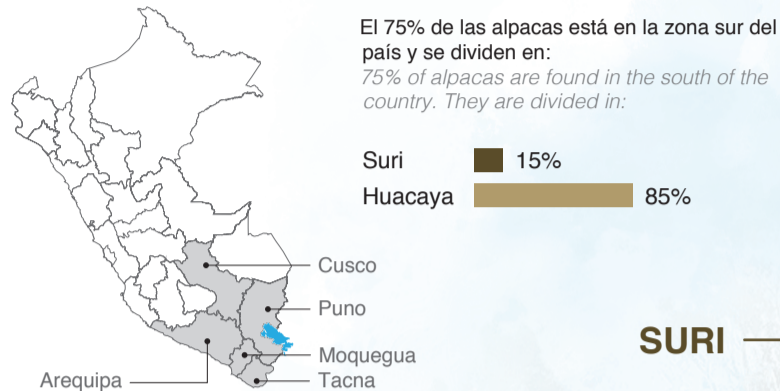 El 75% de las alpacas está en la zona sur del
país y se dividen en:
75% of alpacas are found in the south of the
country. They are divided in:
Suri 15%
Huacaya 85%
Cusco
Puno
SURI
Moquegua
Arequipa
Tacna